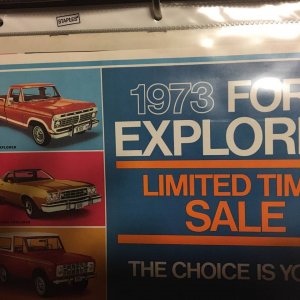 STAPLES
1973 FOR
EXPLORE
LIMITED TIM
SALE
THE CHOICE IS YO
EXPLORER